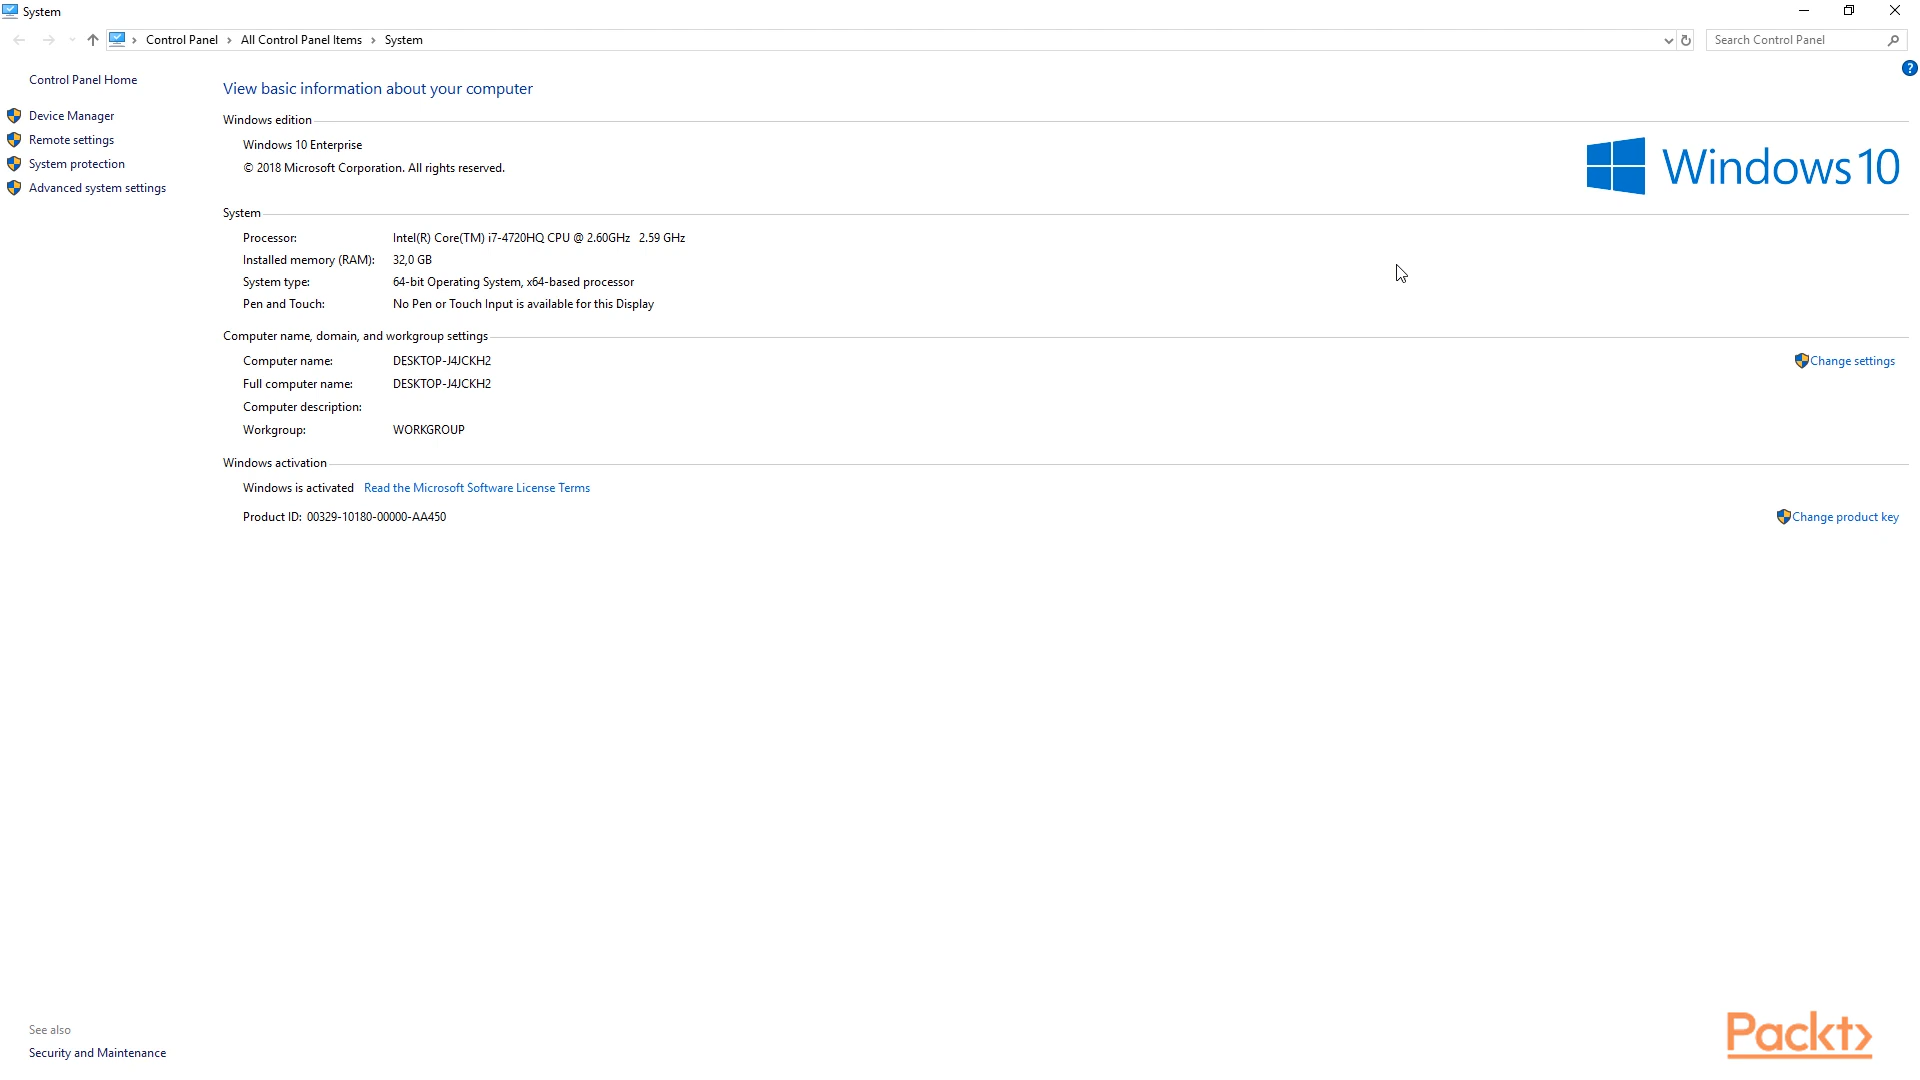 System
Control Panel > All Control Panel Items > System
Search Control Panel
?
Control Panel Home
Device Manager
Remote settings
System protection
Advanced system settings
View basic information about your computer
Windows edition
Windows 10 Enterprise
© 2018 Microsoft Corporation. All rights reserved.
Windows 10
System
Processor: Intel(R) Core(TM) i7-4720HQ CPU @ 2.60GHz 2.59 GHz
Installed memory (RAM): 32,0 GB
System type: 64-bit Operating System, x64-based processor
Pen and Touch: No Pen or Touch Input is available for this Display
Computer name, domain, and workgroup settings
Computer name: DESKTOP-J4JCKH2
Change settings
Full computer name: DESKTOP-J4JCKH2
Computer description:
Workgroup: WORKGROUP
Windows activation
Windows is activated Read the Microsoft Software License Terms
Product ID: 00329-10180-00000-AA450
Change product key
See also
Security and Maintenance
Packt>